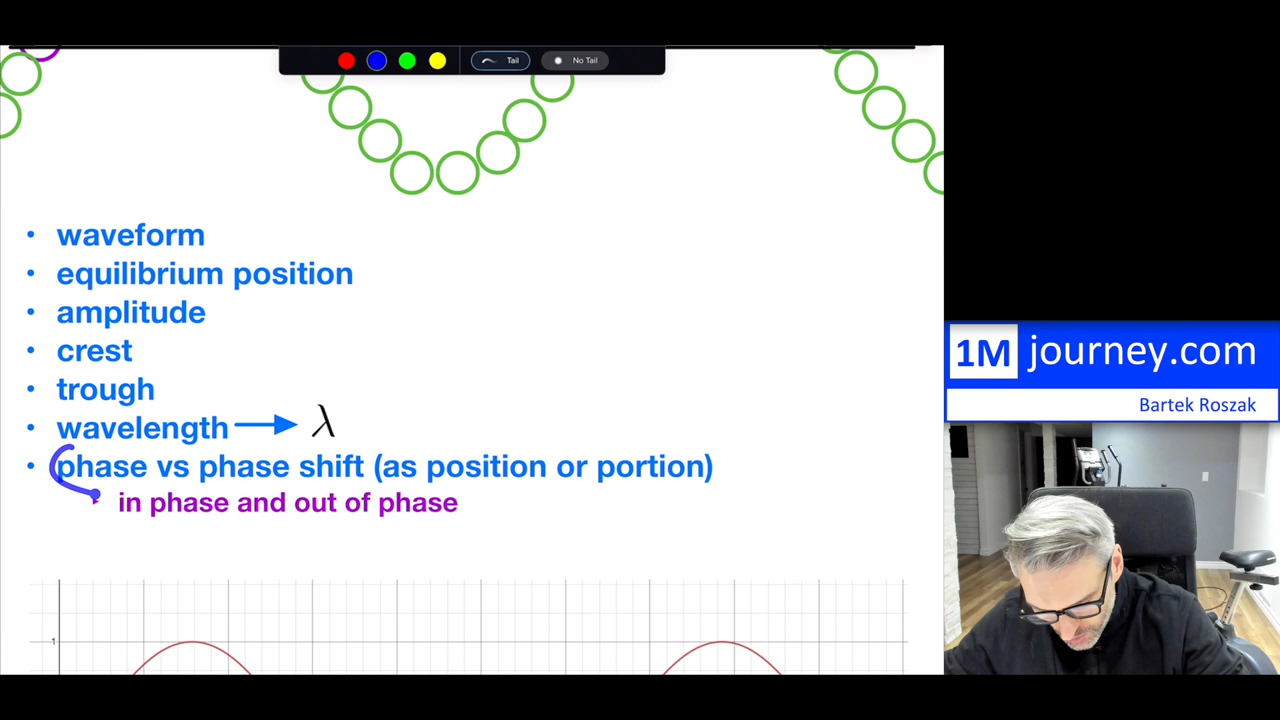 Tail
No Tail
• waveform
• equilibrium position
• amplitude
• crest
• trough
• wavelength → λ
• phase vs phase shift (as position or portion)
in phase and out of phase
1
1M journey.com
Bartek Roszak